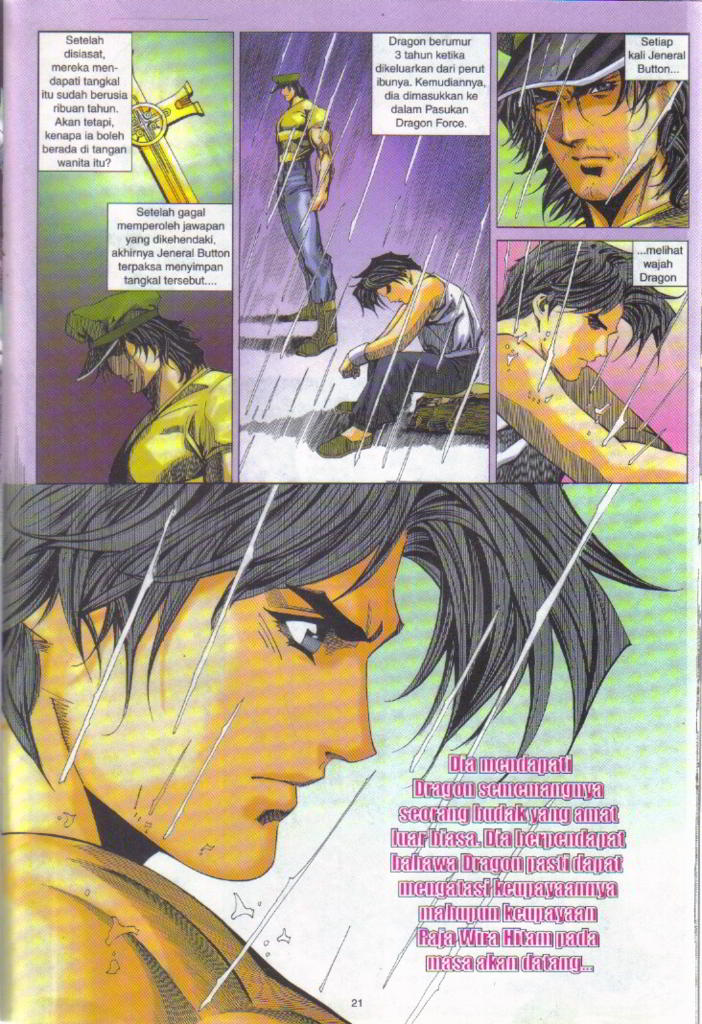 Setelah
disiasat,
mereka men-
dapati tangkal
itu sudah berusia
ribuan tahun.
Akan tetapi,
kenapa ia boleh
berada di tangan
wanita itu?
Setelah gagal
memperoleh jawapan
yang dikehendaki,
akhirnya Jeneral Button
terpaksa menyimpan
tangkal tersebut....
Dragon berumur
3 tahun ketika
dikeluarkan dari perut
ibunya. Kemudiannya,
dia dimasukkan ke
dalam Pasukan
Dragon Force.
Setiap
kali Jeneral
Button...
...melihat
wajah
Dragon
Dia mendapati
Dragon sememangnya
seorang budak yang amat
luar biasa. Dia berpendapat
bahawa Dragon pasti dapat
mengatasi keupayaannya
mahupun keupayaan
Raja Wira Hitam pada
masa akan datang...
21